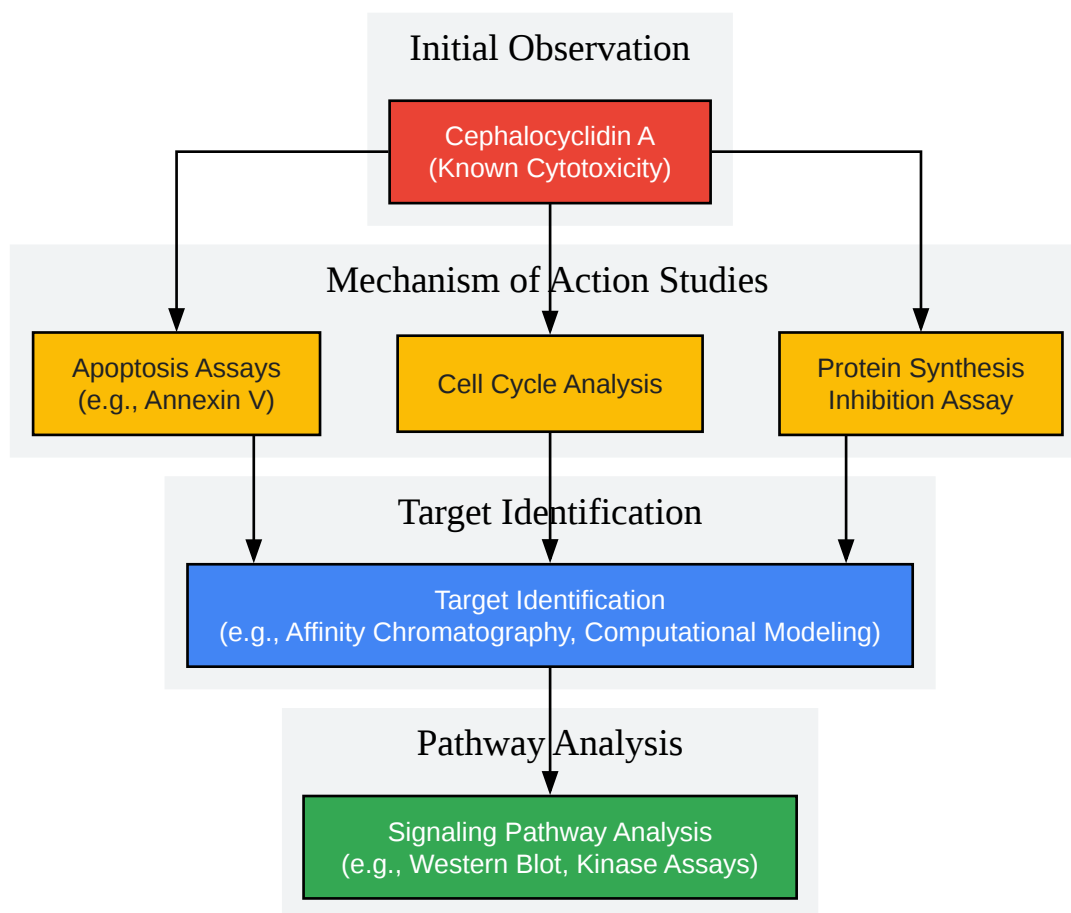 Initial Observation
Cephalocyclidin A
(Known Cytotoxicity)
Mechanism of Action Studies
Apoptosis Assays
(e.g., Annexin V)
Cell Cycle Analysis
Protein Synthesis
Inhibition Assay
Target Identification
Target Identification
(e.g., Affinity Chromatography, Computational Modeling)
Pathway Analysis
Signaling Pathway Analysis
(e.g., Western Blot, Kinase Assays)